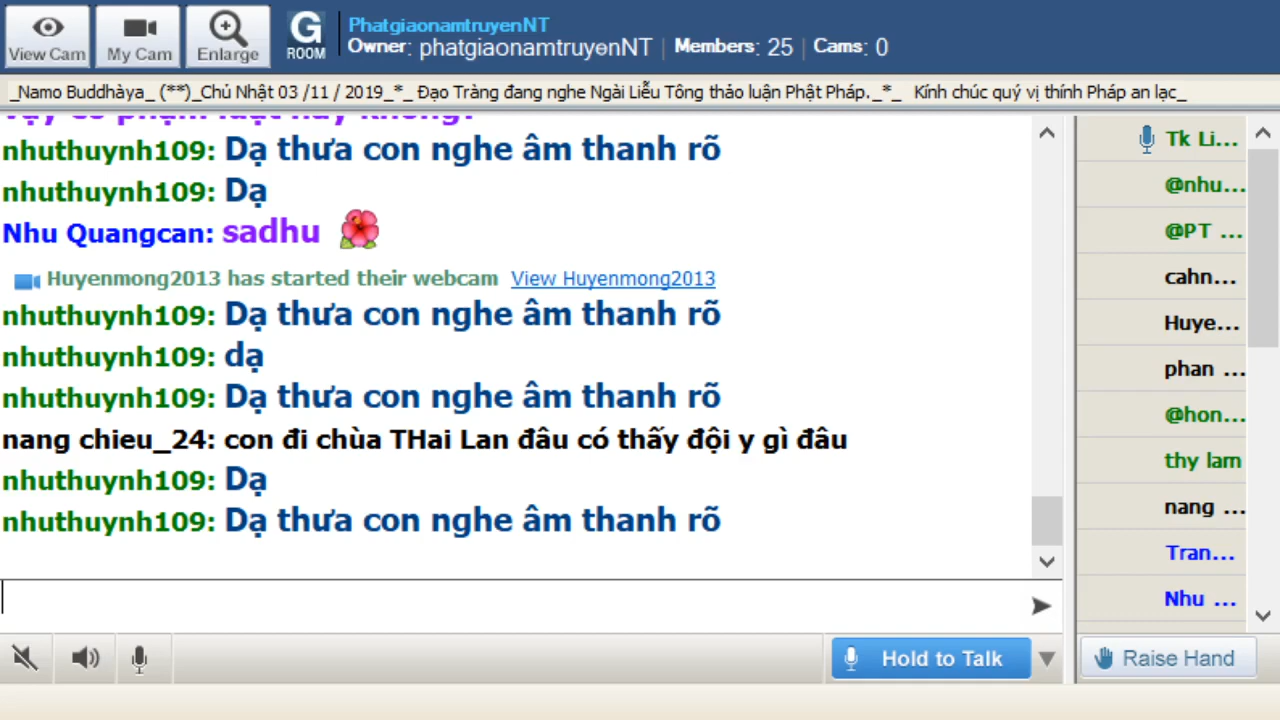 PhatgiaonamtruyenNT
View Cam My Cam Enlarge G ROOM Owner: phatgiaonamtruyenNT | Members: 25 | Cams: 0
_Namo Buddhàya_ (**)_Chủ Nhật 03 /11 / 2019_*_ Đạo Tràng đang nghe Ngài Liễu Tông thảo luận Phật Pháp._*_ Kính chúc quý vị thính Pháp an lạc_
nhuthuynh109: Dạ thưa con nghe âm thanh rõ
nhuthuynh109: Dạ
Nhu Quangcan: sadhu
Huyenmong2013 has started their webcam View Huyenmong2013
nhuthuynh109: Dạ thưa con nghe âm thanh rõ
nhuthuynh109: dạ
nhuthuynh109: Dạ thưa con nghe âm thanh rõ
nang chieu_24: con đi chùa THai Lan đâu có thấy đội y gì đâu
nhuthuynh109: Dạ
nhuthuynh109: Dạ thưa con nghe âm thanh rõ
Tk Li...
@nhu...
@PT ...
cahn...
Huye...
phan ...
@hon...
thy lam
nang ...
Tran...
Nhu ...
Hold to Talk
Raise Hand